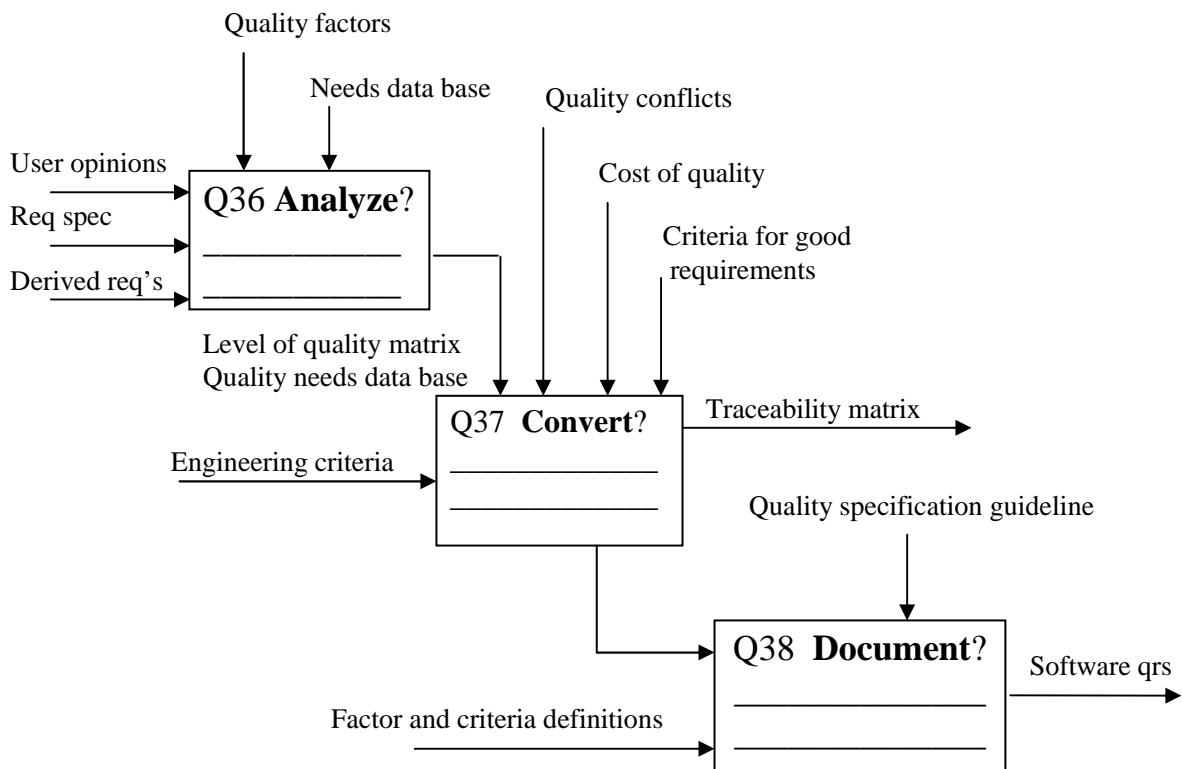 Quality factors
Needs data base
Quality conflicts
User opinions
Cost of quality
Q36 Analyze?
Req spec
Criteria for good
requirements
Derived req’s
Level of quality matrix
Quality needs data base
Q37 Convert?
Traceability matrix
Engineering criteria
Quality specification guideline
Q38 Document?
Software qrs
Factor and criteria definitions